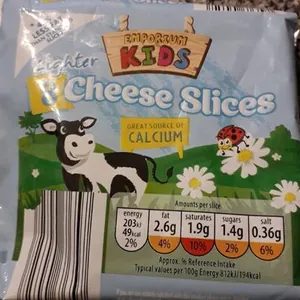 EMPORIUM
KIDS
Lighter
8 Cheese Slices
GREAT SOURCE OF
CALCIUM
Amounts per slice
energy
203kJ
49kcal
2%
fat
2.6g
4%
saturates
1.9g
10%
sugars
1.4g
2%
salt
0.36g
6%
Approx. % Reference Intake
Typical values per 100g Energy 812kJ/194kcal